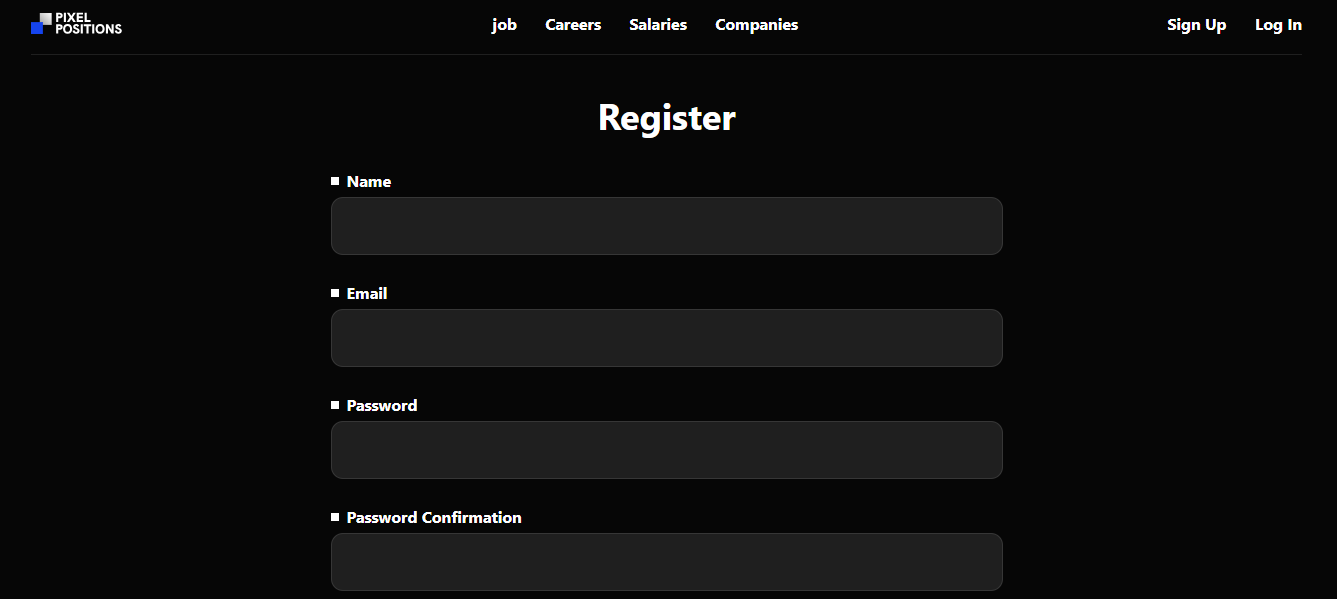 PIXEL
POSITIONS
job Careers Salaries Companies Sign Up Log In
Register
Name
Email
Password
Password Confirmation